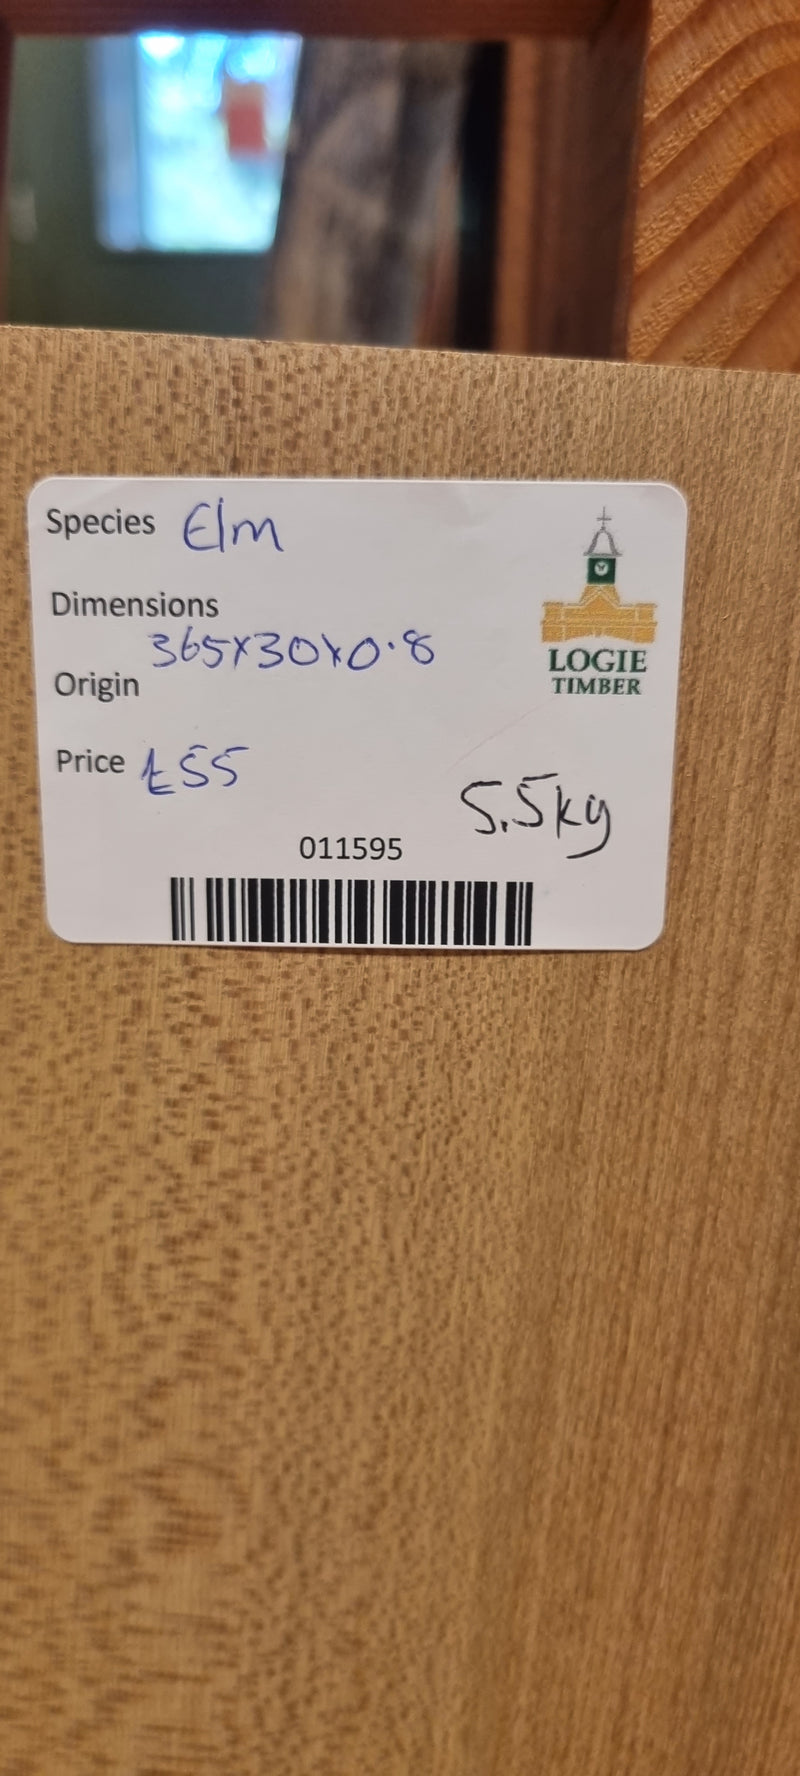 Species Elm
Dimensions
365x30x0.8
Origin
Price £55
5.5kg
011595
LOGIE
TIMBER